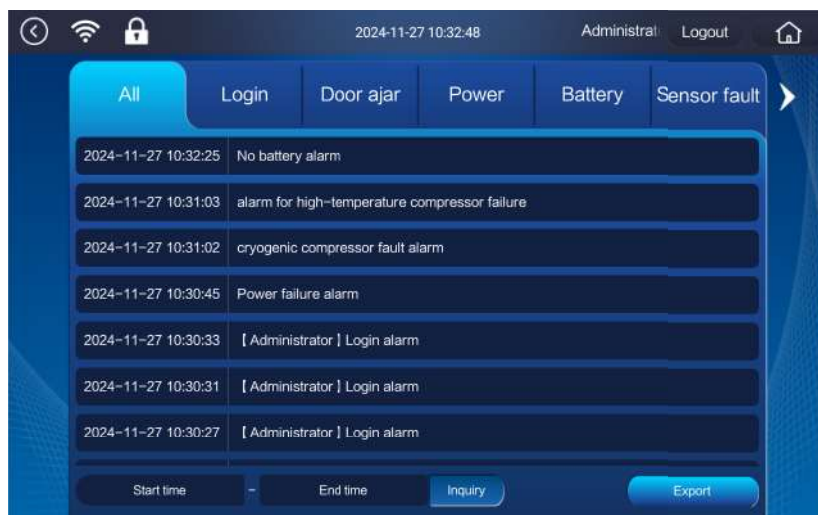 2024-11-27 10:32:48 Administrat Logout
All Login Door ajar Power Battery Sensor fault
2024-11-27 10:32:25 No battery alarm
2024-11-27 10:31:03 alarm for high-temperature compressor failure
2024-11-27 10:31:02 cryogenic compressor fault alarm
2024-11-27 10:30:45 Power failure alarm
2024-11-27 10:30:33 【Administrator】Login alarm
2024-11-27 10:30:31 【Administrator】Login alarm
2024-11-27 10:30:27 【Administrator】Login alarm
Start time - End time Inquiry Export